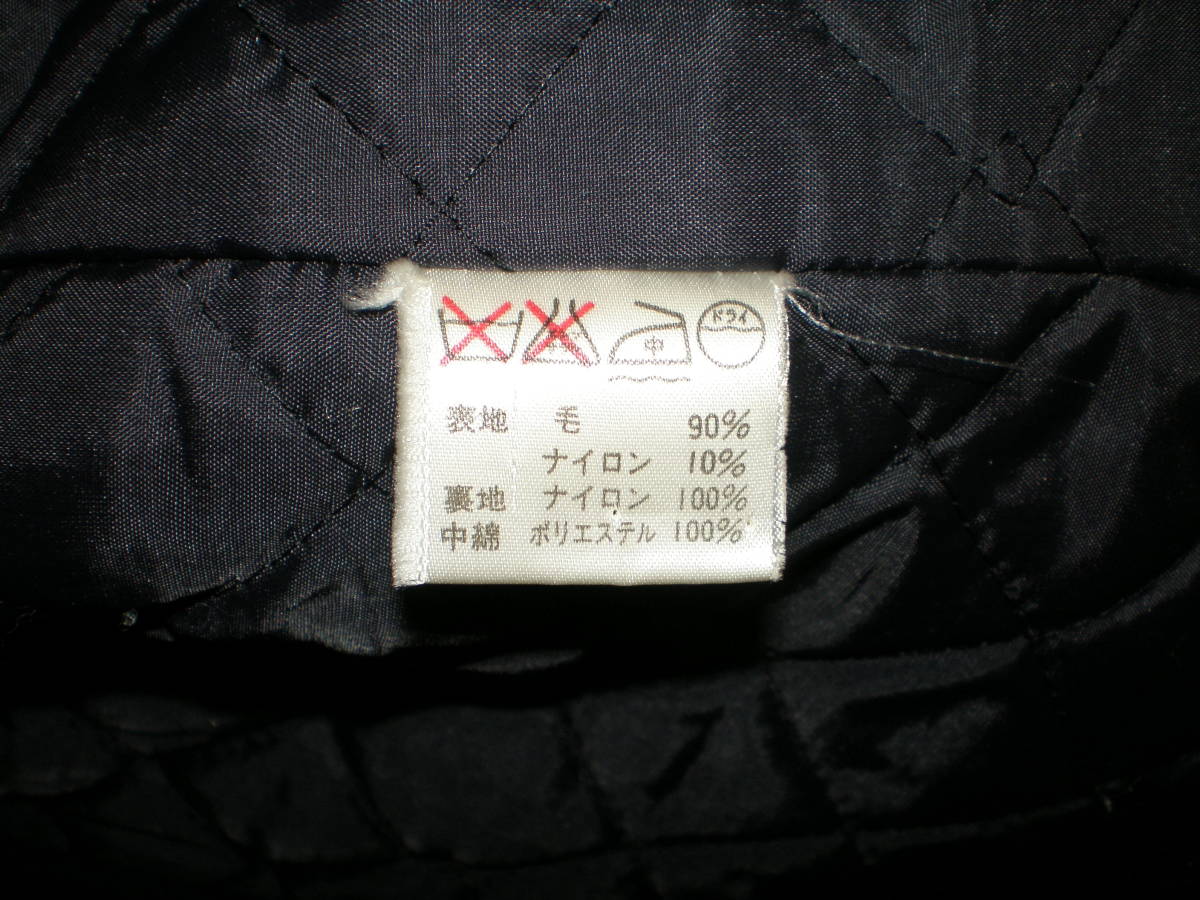 中 ドライ
表地 毛 90%
ナイロン 10%
裏地 ナイロン 100%
中綿 ポリエステル 100%